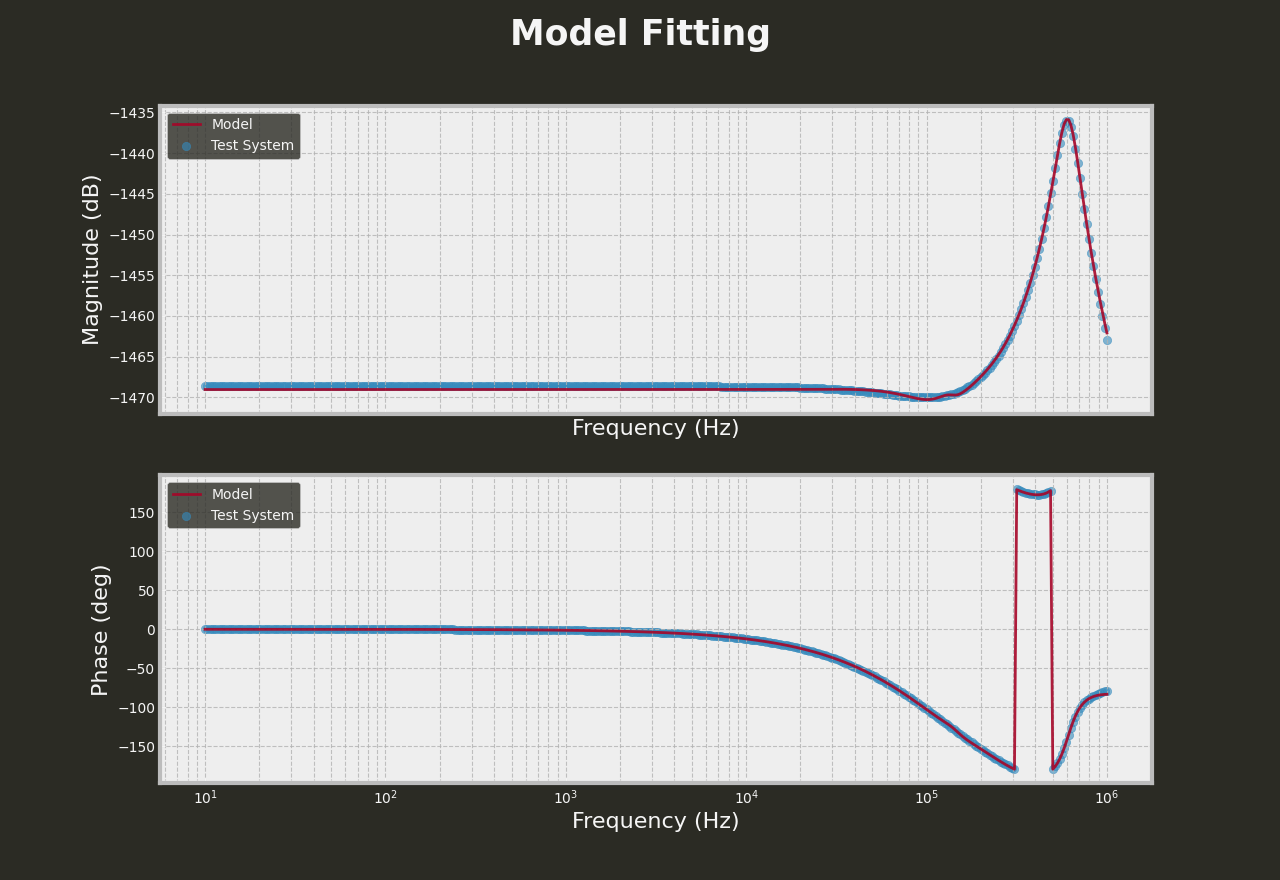 Model Fitting
−1435
−1440
−1445
−1450
−1455
−1460
−1465
−1470
Magnitude (dB)
Model
Test System
Frequency (Hz)
150
100
50
0
−50
−100
−150
Phase (deg)
Model
Test System
10¹ 10² 10³ 10⁴ 10⁵ 10⁶
Frequency (Hz)